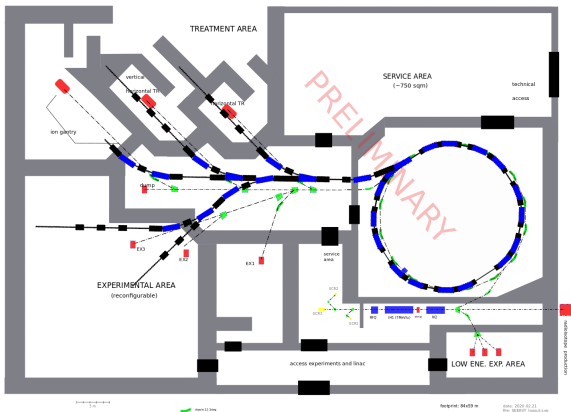 TREATMENT AREA
vertical
horizontal TR
horizontal TR
SERVICE AREA
(~750 sqm)
technical
access
PRELIMINARY
ion gantry
dump
EX3
EX2
EX1
EXPERIMENTAL AREA
(reconfigurable)
service
area
RFQ
access experiments and linac
LOW ENE. EXP. AREA
radioisotope production
5 m
footprint: 84x59 m